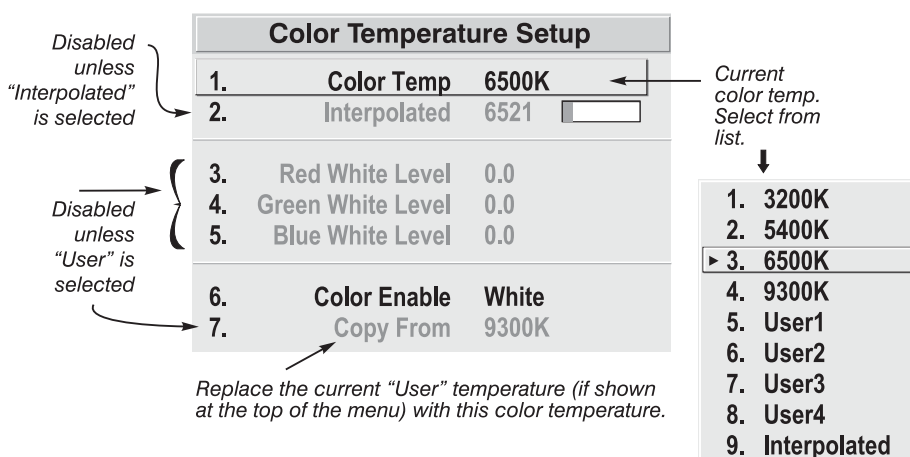 Color Temperature Setup
Disabled
unless
“Interpolated”
is selected
1. Color Temp 6500K
2. Interpolated 6521
3. Red White Level 0.0
4. Green White Level 0.0
5. Blue White Level 0.0
Disabled
unless
“User” is
selected
6. Color Enable White
7. Copy From 9300K
Replace the current “User” temperature (if shown
at the top of the menu) with this color temperature.
Current
color temp.
Select from
list.
1. 3200K
2. 5400K
3. 6500K
4. 9300K
5. User1
6. User2
7. User3
8. User4
9. Interpolated